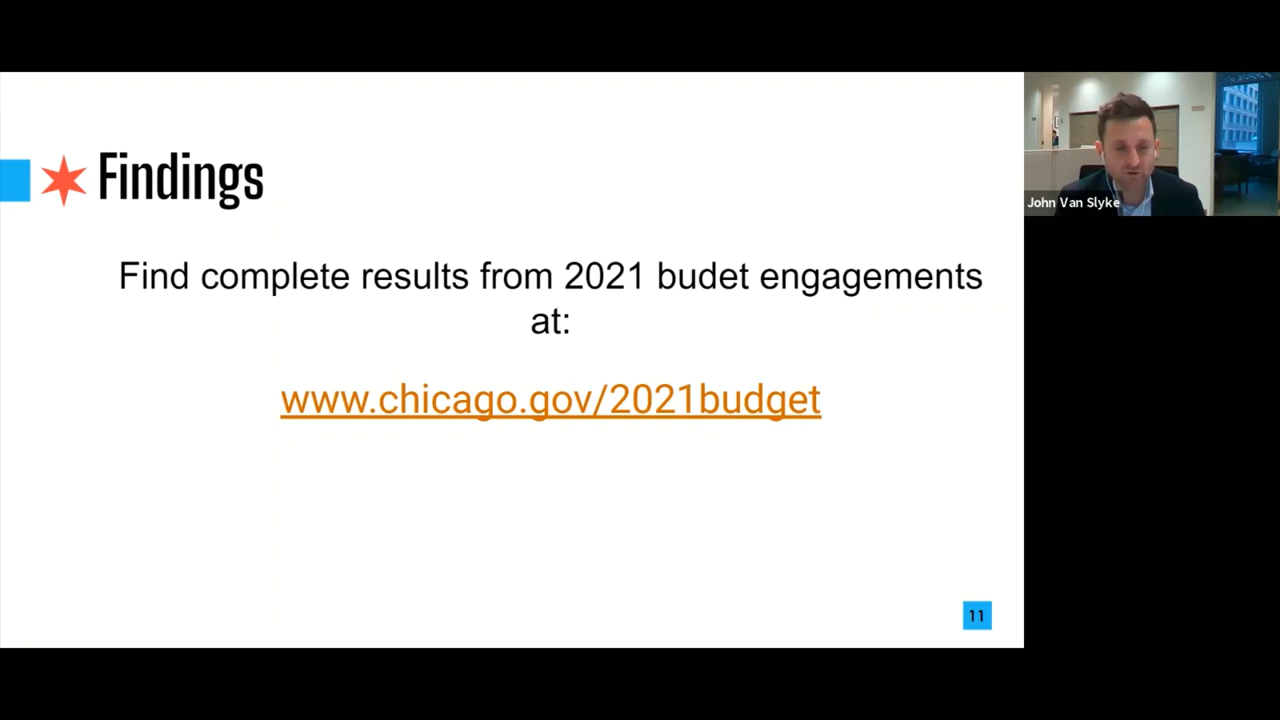 Findings
Find complete results from 2021 budet engagements
at:
www.chicago.gov/2021budget
11
John Van Slyke